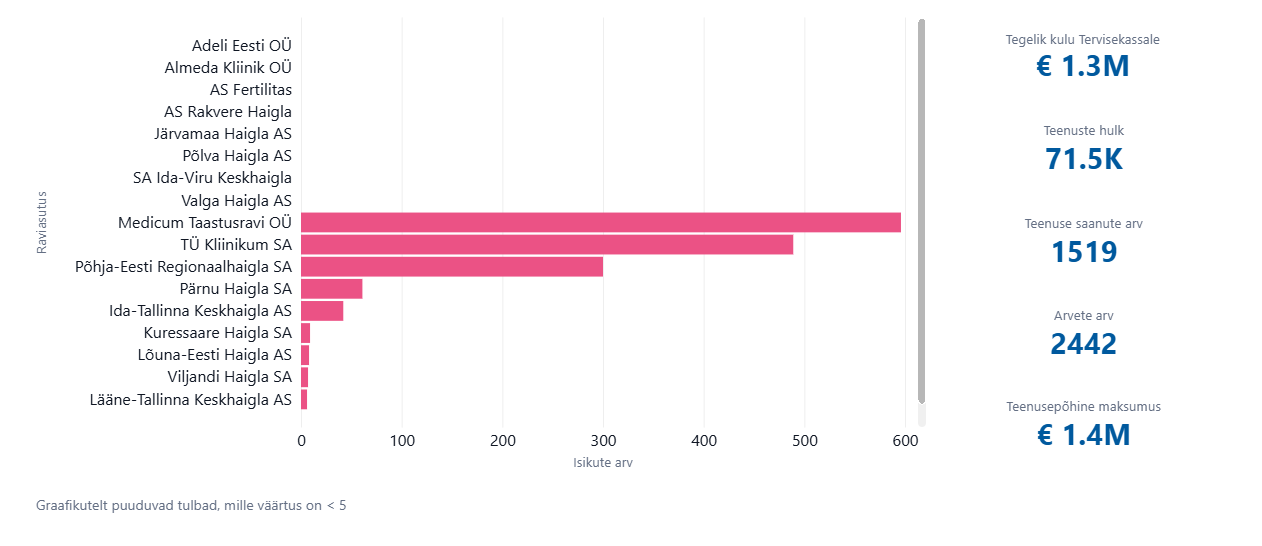 Raviasutus
Adeli Eesti OÜ
Almeda Kliinik OÜ
AS Fertilitas
AS Rakvere Haigla
Järvamaa Haigla AS
Põlva Haigla AS
SA Ida-Viru Keskhaigla
Valga Haigla AS
Medicum Taastusravi OÜ
TÜ Kliinikum SA
Põhja-Eesti Regionaalhaigla SA
Pärnu Haigla SA
Ida-Tallinna Keskhaigla AS
Kuressaare Haigla SA
Lõuna-Eesti Haigla AS
Viljandi Haigla SA
Lääne-Tallinna Keskhaigla AS
0 100 200 300 400 500 600
Isikute arv
Tegelik kulu Tervisekassale
€ 1.3M
Teenuste hulk
71.5K
Teenuse saanute arv
1519
Arvete arv
2442
Teenusepõhine maksumus
€ 1.4M
Graafikutelt puuduvad tulbad, mille väärtus on < 5